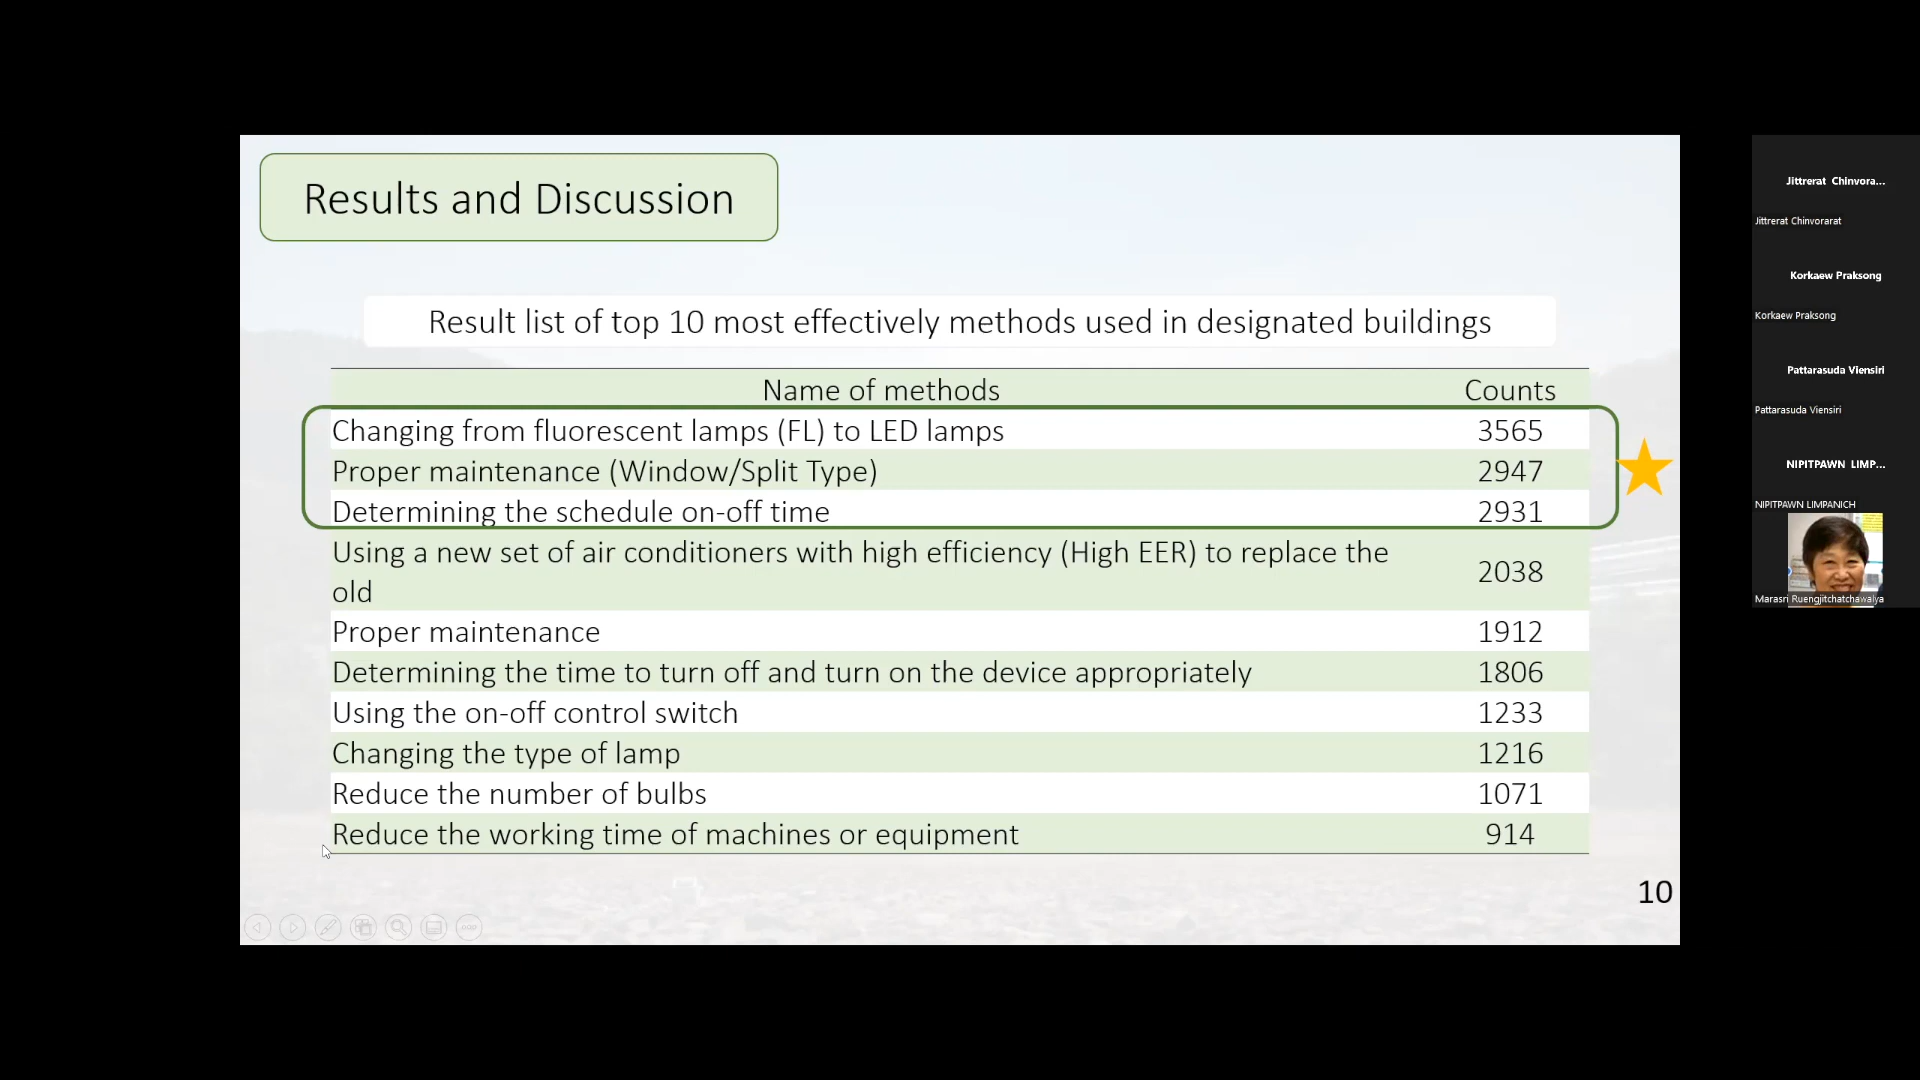 Results and Discussion
Result list of top 10 most effectively methods used in designated buildings
Name of methods Counts
Changing from fluorescent lamps (FL) to LED lamps 3565
Proper maintenance (Window/Split Type) 2947
Determining the schedule on-off time 2931
Using a new set of air conditioners with high efficiency (High EER) to replace the
old 2038
Proper maintenance 1912
Determining the time to turn off and turn on the device appropriately 1806
Using the on-off control switch 1233
Changing the type of lamp 1216
Reduce the number of bulbs 1071
Reduce the working time of machines or equipment 914
10
Jittrerat Chinvora...
Jittrerat Chinvorarat
Korkaew Praksong
Korkaew Praksong
Pattarasuda Viensiri
Pattarasuda Viensiri
NIPITPAWN LIMP...
NIPITPAWN LIMPANICH
Marasri Ruengjitchatchawalya